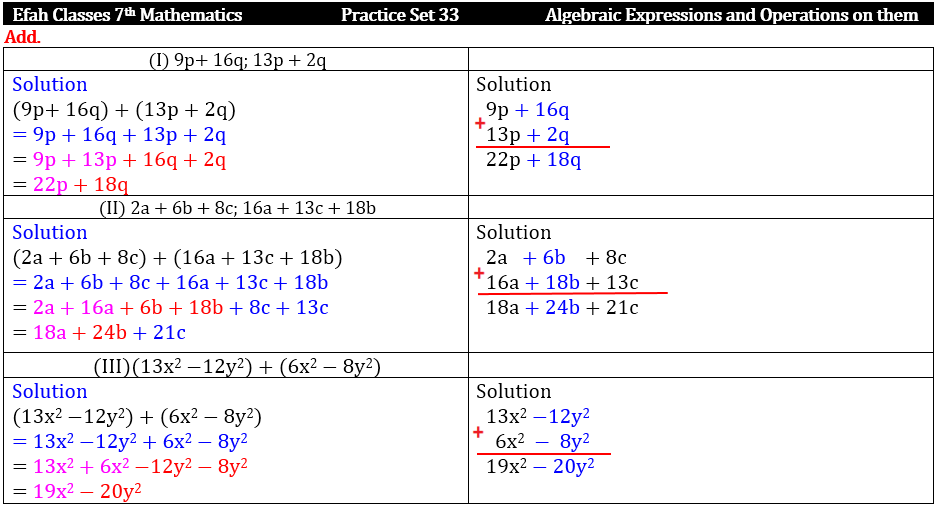 Efah Classes 7th Mathematics Practice Set 33 Algebraic Expressions and Operations on them
Add.
(I) 9p+ 16q; 13p + 2q
Solution
(9p+ 16q) + (13p + 2q)
= 9p + 16q + 13p + 2q
= 9p + 13p + 16q + 2q
= 22p + 18q
Solution
9p + 16q
+
13p + 2q
22p + 18q
(II) 2a + 6b + 8c; 16a + 13c + 18b
Solution
(2a + 6b + 8c) + (16a + 13c + 18b)
= 2a + 6b + 8c + 16a + 13c + 18b
= 2a + 16a + 6b + 18b + 8c + 13c
= 18a + 24b + 21c
Solution
2a + 6b + 8c
+
16a + 18b + 13c
18a + 24b + 21c
(III)(13x² −12y²) + (6x² − 8y²)
Solution
(13x² −12y²) + (6x² − 8y²)
= 13x² −12y² + 6x² − 8y²
= 13x² + 6x² −12y² − 8y²
= 19x² − 20y²
Solution
13x² −12y²
+
6x² − 8y²
19x² − 20y²